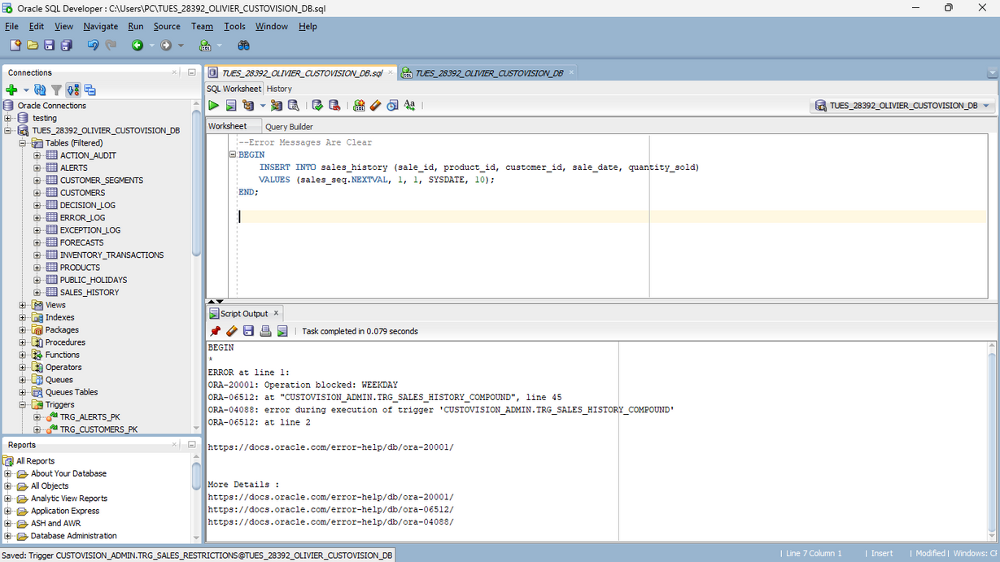 Oracle SQL Developer : C:\Users\PC\TUES_28392_OLIVIER_CUSTOVISION_DB.sql
File Edit View Navigate Run Source Team Tools Window Help
Connections
Oracle Connections
testing
TUES_28392_OLIVIER_CUSTOVISION_DB
Tables (Filtered)
ACTION_AUDIT
ALERTS
CUSTOMER_SEGMENTS
CUSTOMERS
DECISION_LOG
ERROR_LOG
EXCEPTION_LOG
FORECASTS
INVENTORY_TRANSACTIONS
PRODUCTS
PUBLIC_HOLIDAYS
SALES_HISTORY
Views
Indexes
Packages
Procedures
Functions
Operators
Queues
Queues Tables
Triggers
TRG_ALERTS_PK
TRG_CUSTOMERS_PK
Reports
All Reports
About Your Database
All Objects
Analytic View Reports
Application Express
ASH and AWR
Database Administration
TUES_28392_OLIVIER_CUSTOVISION_DB.sql
TUES_28392_OLIVIER_CUSTOVISION_DB
SQL Worksheet History
Aa
TUES_28392_OLIVIER_CUSTOVISION_DB
Worksheet Query Builder
--Error Messages Are Clear
BEGIN
INSERT INTO sales_history (sale_id, product_id, customer_id, sale_date, quantity_sold)
VALUES (sales_seq.NEXTVAL, 1, 1, SYSDATE, 10);
END;
Script Output
Task completed in 0.079 seconds
BEGIN
*
ERROR at line 1:
ORA-20001: Operation blocked: WEEKDAY
ORA-06512: at "CUSTOVISION_ADMIN.TRG_SALES_HISTORY_COMPOUND", line 45
ORA-04088: error during execution of trigger 'CUSTOVISION_ADMIN.TRG_SALES_HISTORY_COMPOUND'
ORA-06512: at line 2
https://docs.oracle.com/error-help/db/ora-20001/
More Details :
https://docs.oracle.com/error-help/db/ora-20001/
https://docs.oracle.com/error-help/db/ora-06512/
https://docs.oracle.com/error-help/db/ora-04088/
Saved: Trigger CUSTOVISION_ADMIN.TRG_SALES_RESTRICTIONS@TUES_28392_OLIVIER_CUSTOVISION_DB
Line 7 Column 1 Insert Modified Windows: